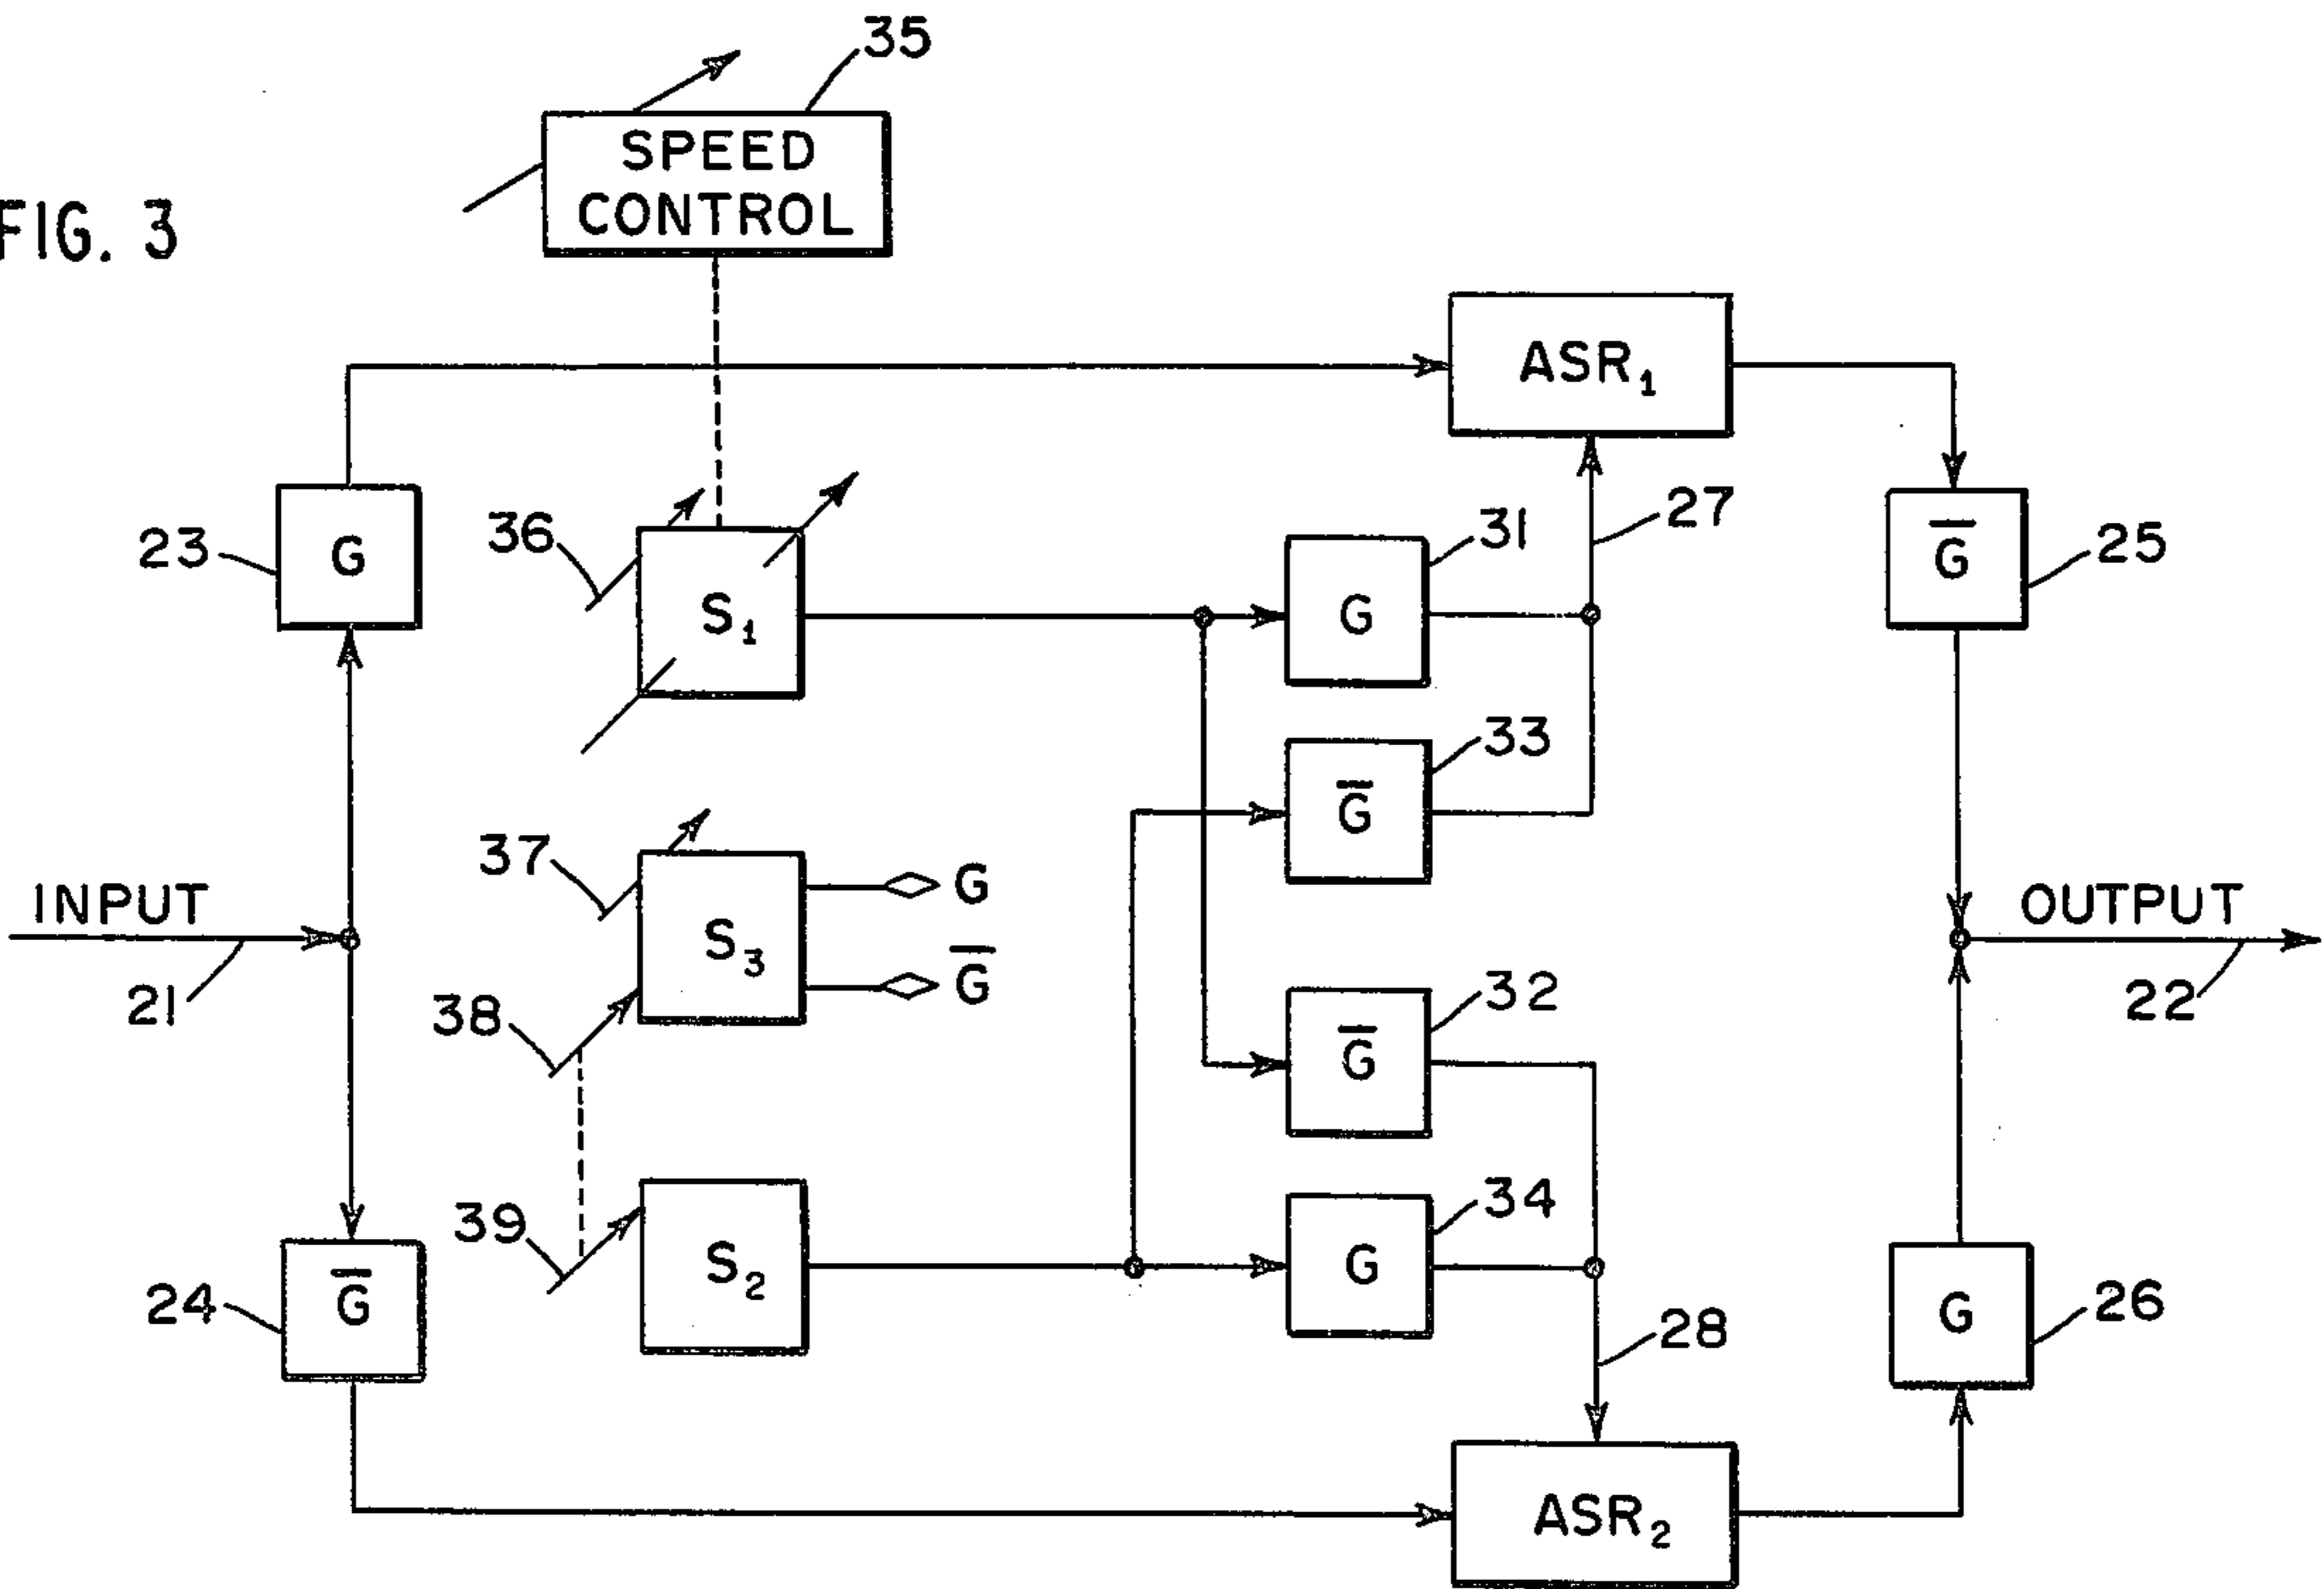 FIG. 3
35
SPEED
CONTROL
ASR₁
23
G
36
S₁
31
G
27
G̅
25
33
G̅
37
S₃
G
G̅
INPUT
21
38
OUTPUT
22
32
G̅
24
G̅
39
S₂
34
G
28
G
26
ASR₂